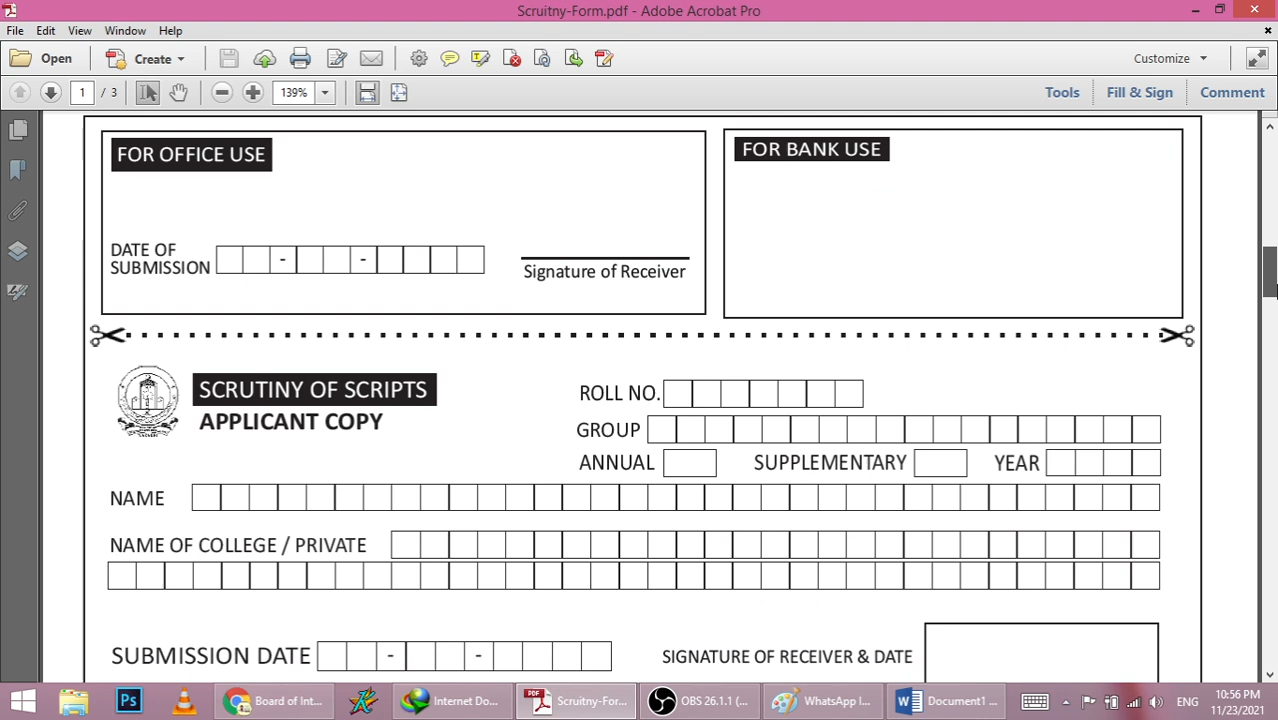 Scruitny-Form.pdf - Adobe Acrobat Pro
File Edit View Window Help
Open Create Customize
1 / 3 139% Tools Fill & Sign Comment
FOR OFFICE USE
FOR BANK USE
DATE OF
SUBMISSION - -
Signature of Receiver
SCRUTINY OF SCRIPTS
APPLICANT COPY
ROLL NO.
GROUP
ANNUAL SUPPLEMENTARY YEAR
NAME
NAME OF COLLEGE / PRIVATE
SUBMISSION DATE - - SIGNATURE OF RECEIVER & DATE
Board of Int... Internet Do... Scruitny-For... OBS 26.1.1 (... WhatsApp I... Document1 ... ENG 10:56 PM
11/23/2021